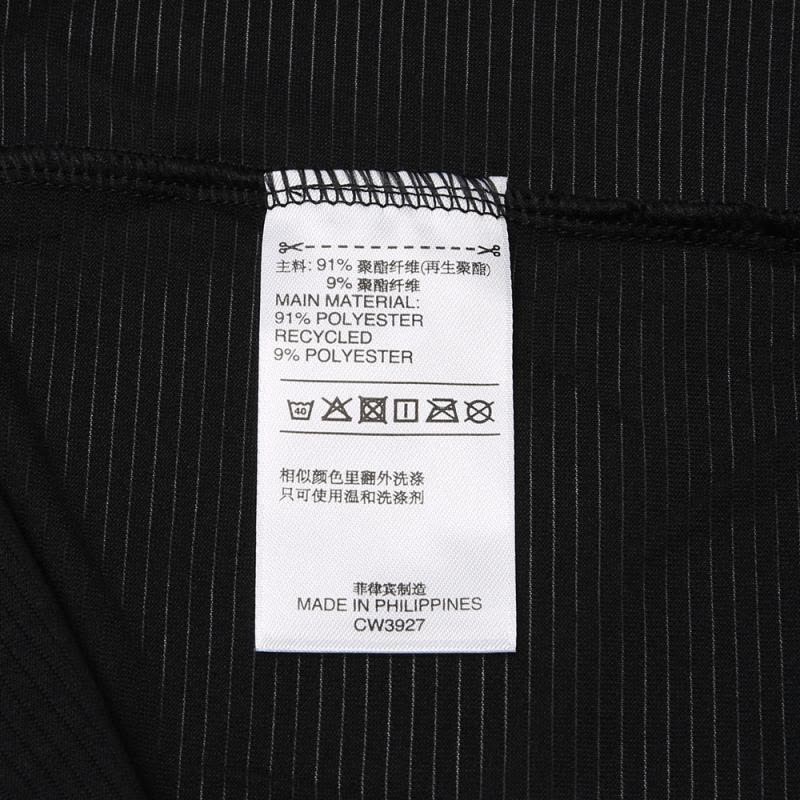 主料: 91% 聚酯纤维(再生聚酯)
9% 聚酯纤维
MAIN MATERIAL:
91% POLYESTER
RECYCLED
9% POLYESTER
40
相似颜色里翻外洗涤
只可使用温和洗涤剂
菲律宾制造
MADE IN PHILIPPINES
CW3927